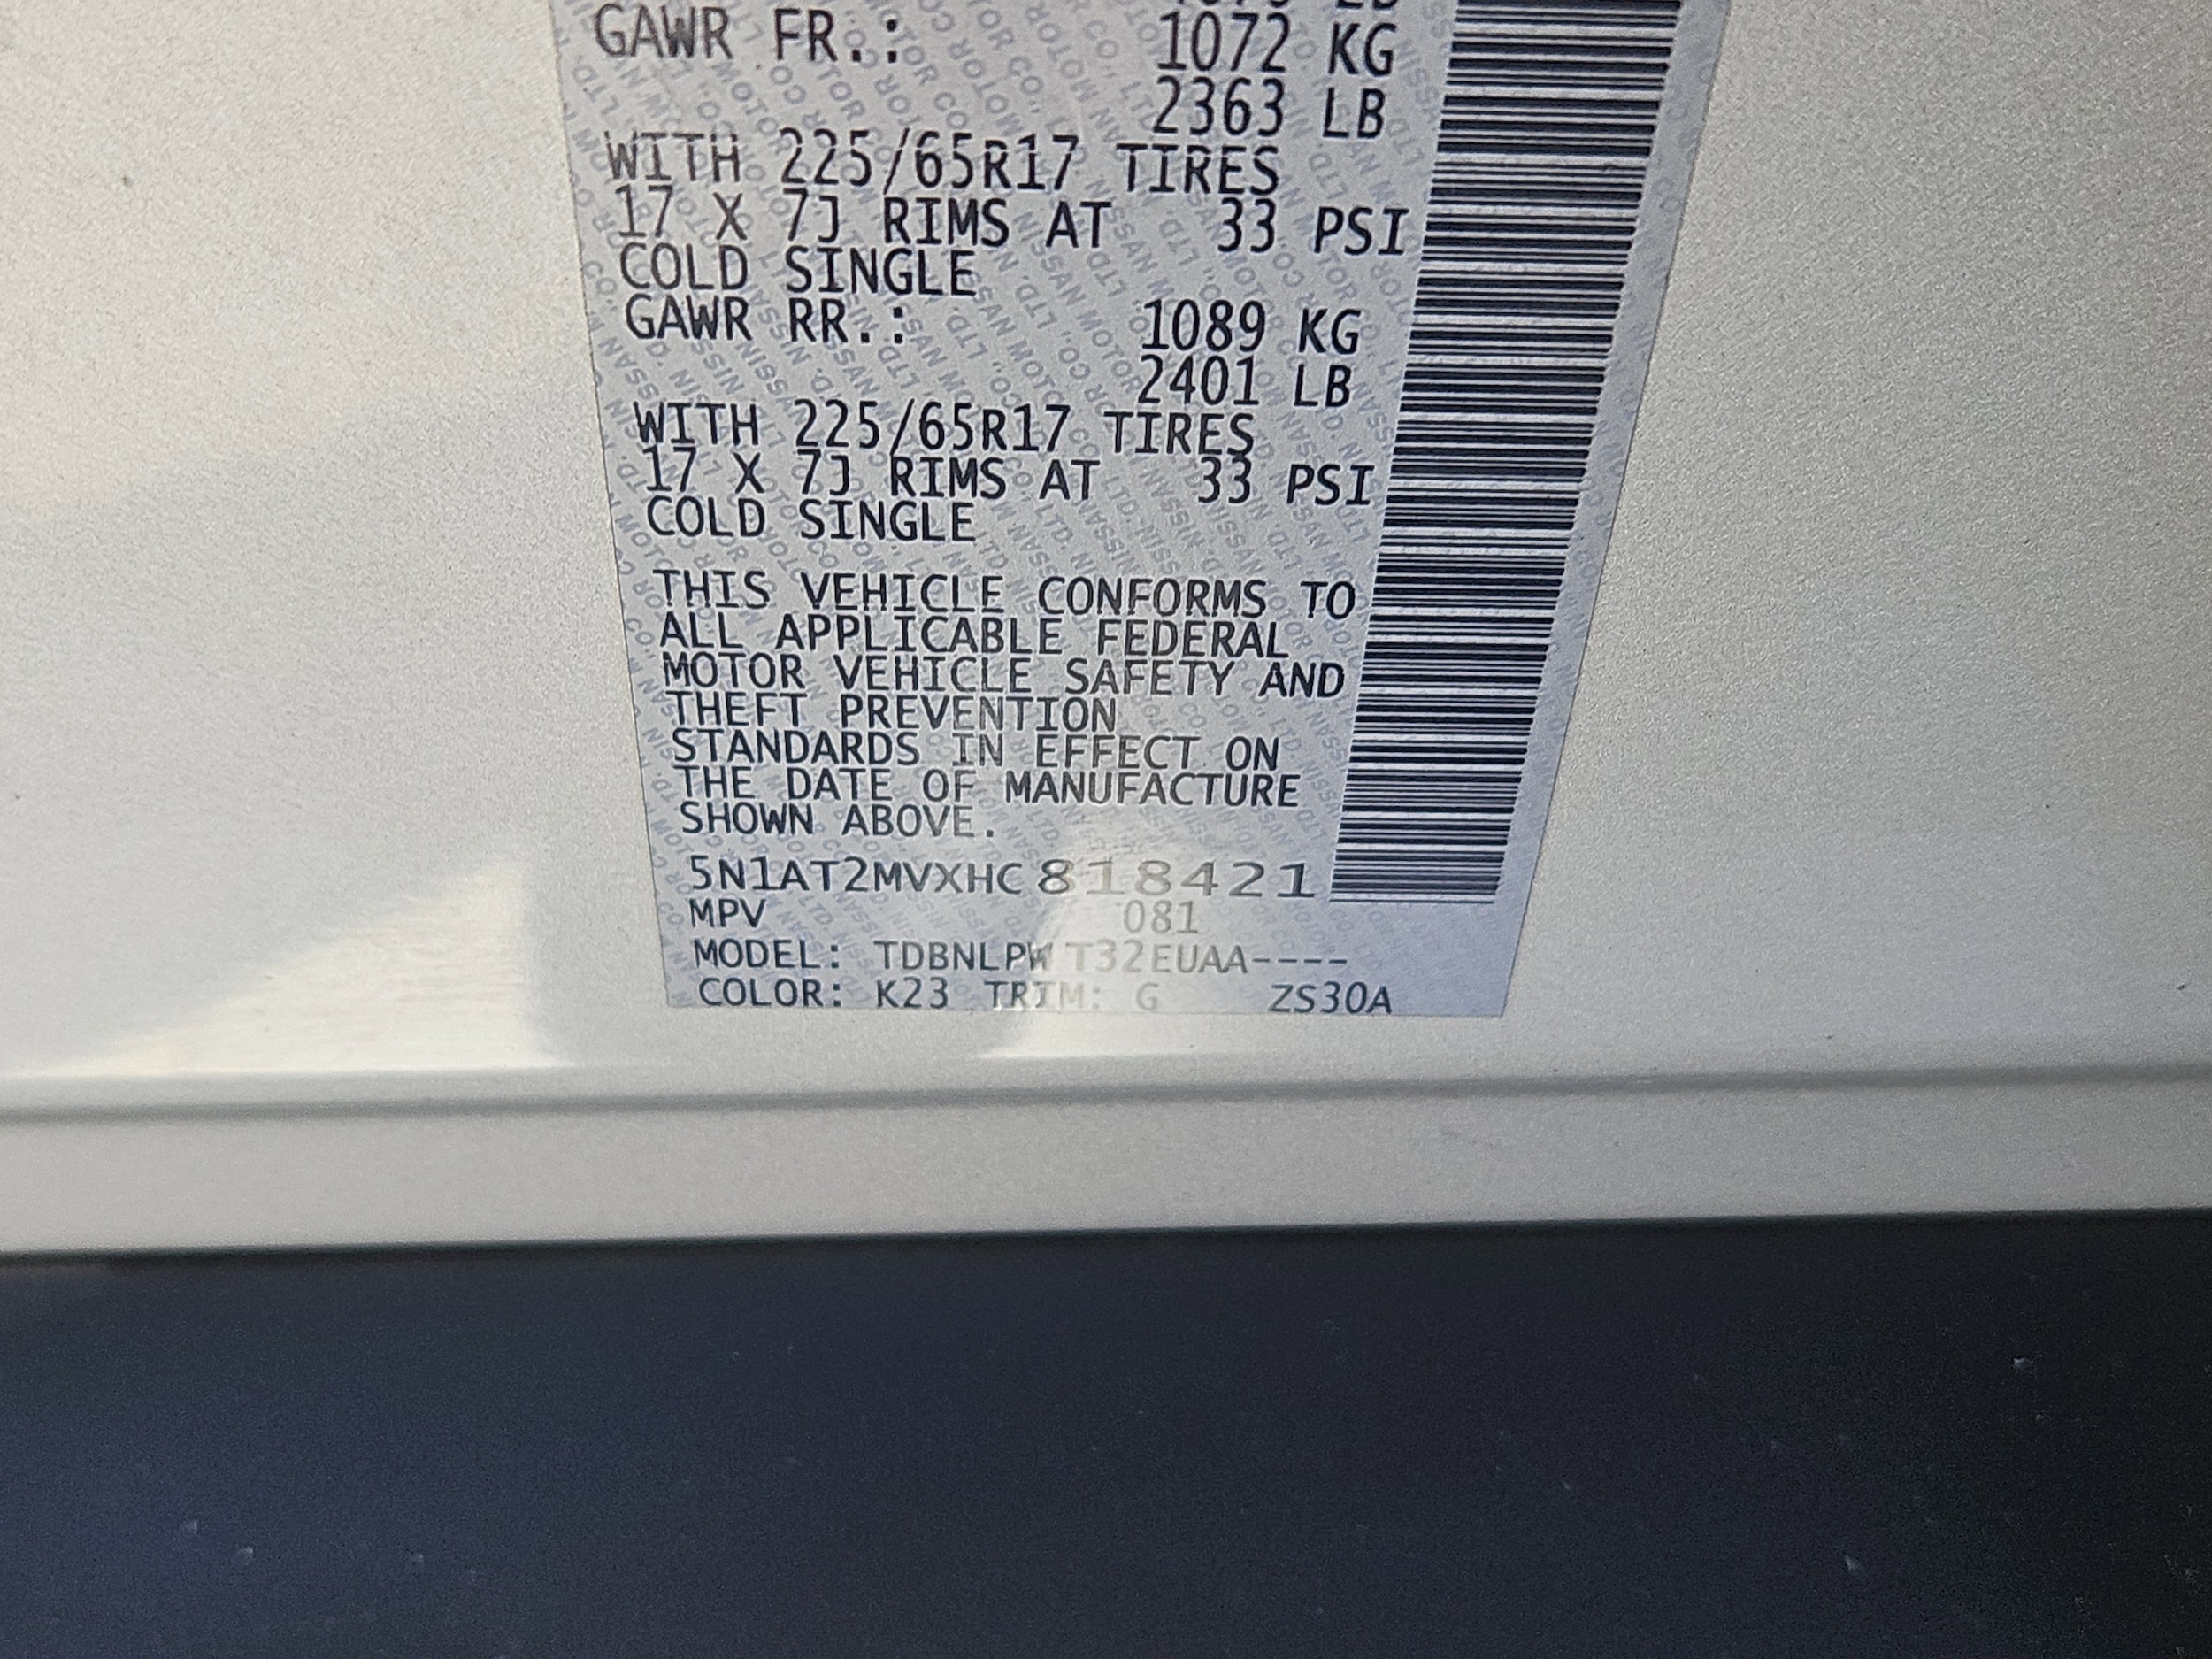 GAWR FR.: 1072 KG
2363 LB
WITH 225/65R17 TIRES
17 X 7J RIMS AT 33 PSI
COLD SINGLE
GAWR RR.: 1089 KG
2401 LB
WITH 225/65R17 TIRES
17 X 7J RIMS AT 33 PSI
COLD SINGLE
THIS VEHICLE CONFORMS TO
ALL APPLICABLE FEDERAL
MOTOR VEHICLE SAFETY AND
THEFT PREVENTION
STANDARDS IN EFFECT ON
THE DATE OF MANUFACTURE
SHOWN ABOVE.
5N1AT2MVXHC818421
MPV 081
MODEL: TDBNLPW T32EUAA----
COLOR: K23 TRIM: G ZS30A